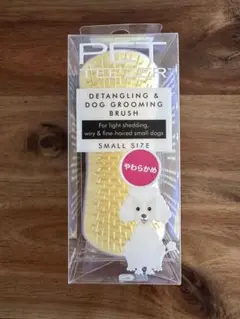 PET
DETANGLING &
DOG GROOMING
BRUSH
For light shedding,
wiry & fine-haired small dogs
SMALL SIZE
やわらかめ